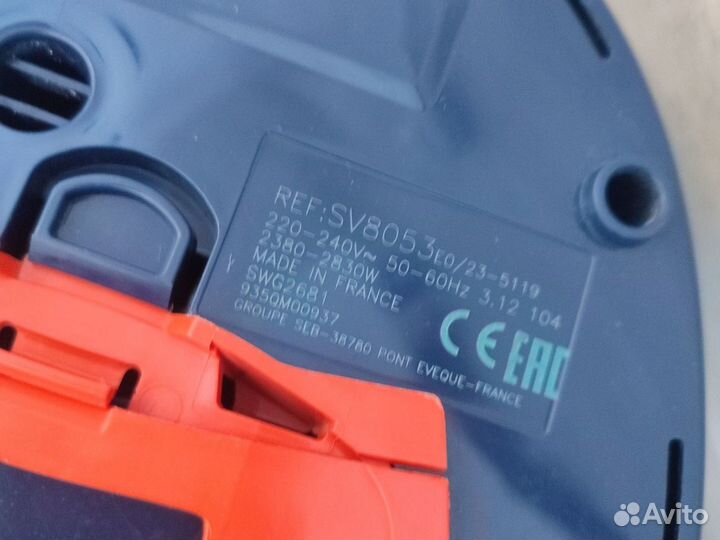 REF:SV8053E0/23-5119
220-240V~ 50-60Hz 3.12 104
2380-2830W
MADE IN FRANCE
SWG2681
9350M00937
GROUPE SEB-38780 PONT EVEQUE-FRANCE
CE EAC
Avito